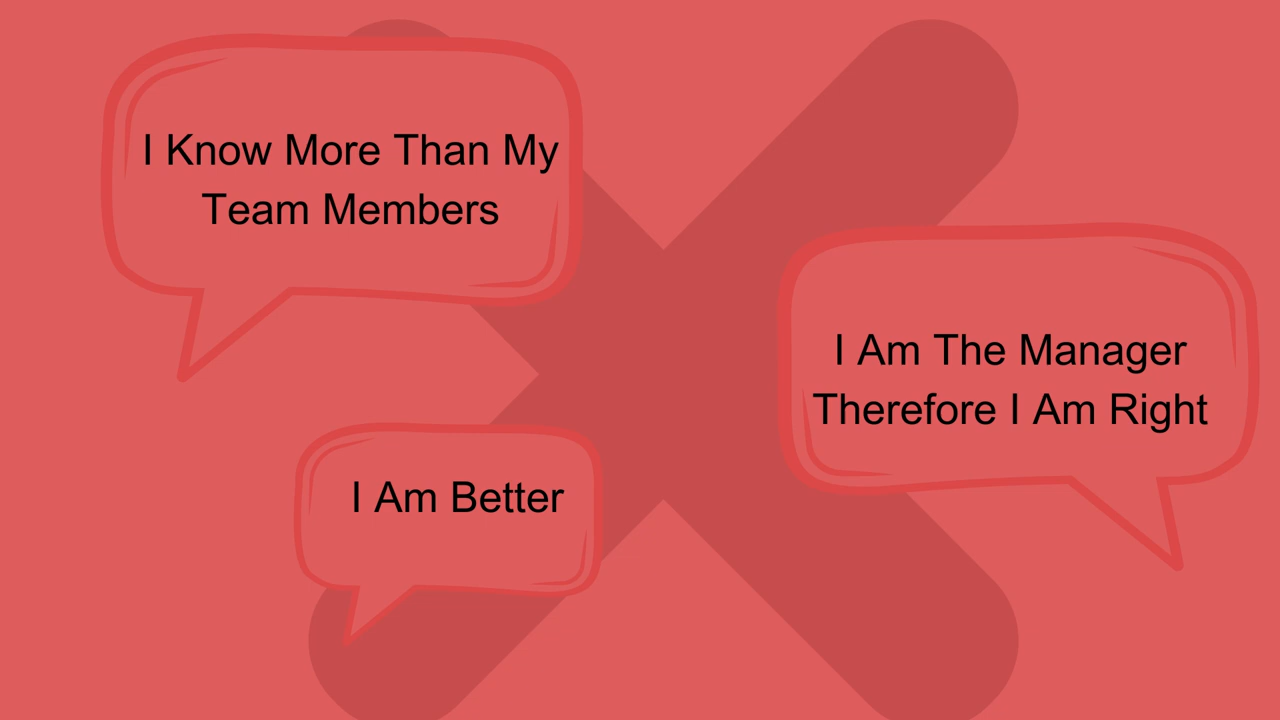 I Know More Than My
Team Members
I Am The Manager
Therefore I Am Right
I Am Better